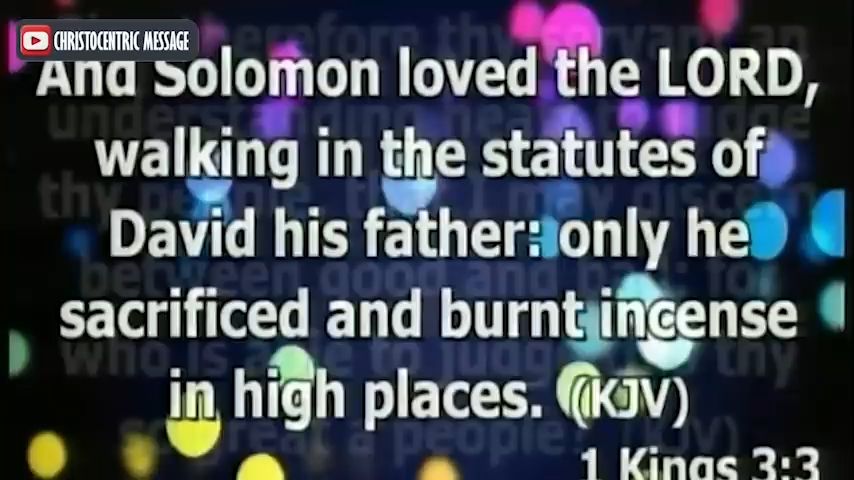 CHRISTOCENTRIC MESSAGE
And Solomon loved the LORD,
walking in the statutes of
David his father: only he
sacrificed and burnt incense
in high places. (KJV)
1 Kings 3:3